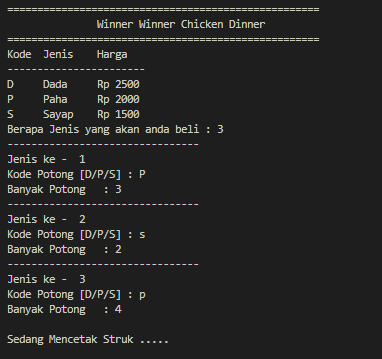 ====================================================
Winner Winner Chicken Dinner
====================================================
Kode Jenis Harga
-----------------------
D Dada Rp 2500
P Paha Rp 2000
S Sayap Rp 1500
Berapa Jenis yang akan anda beli : 3
--------------------------------
Jenis ke - 1
Kode Potong [D/P/S] : P
Banyak Potong : 3
--------------------------------
Jenis ke - 2
Kode Potong [D/P/S] : s
Banyak Potong : 2
--------------------------------
Jenis ke - 3
Kode Potong [D/P/S] : p
Banyak Potong : 4
Sedang Mencetak Struk .....